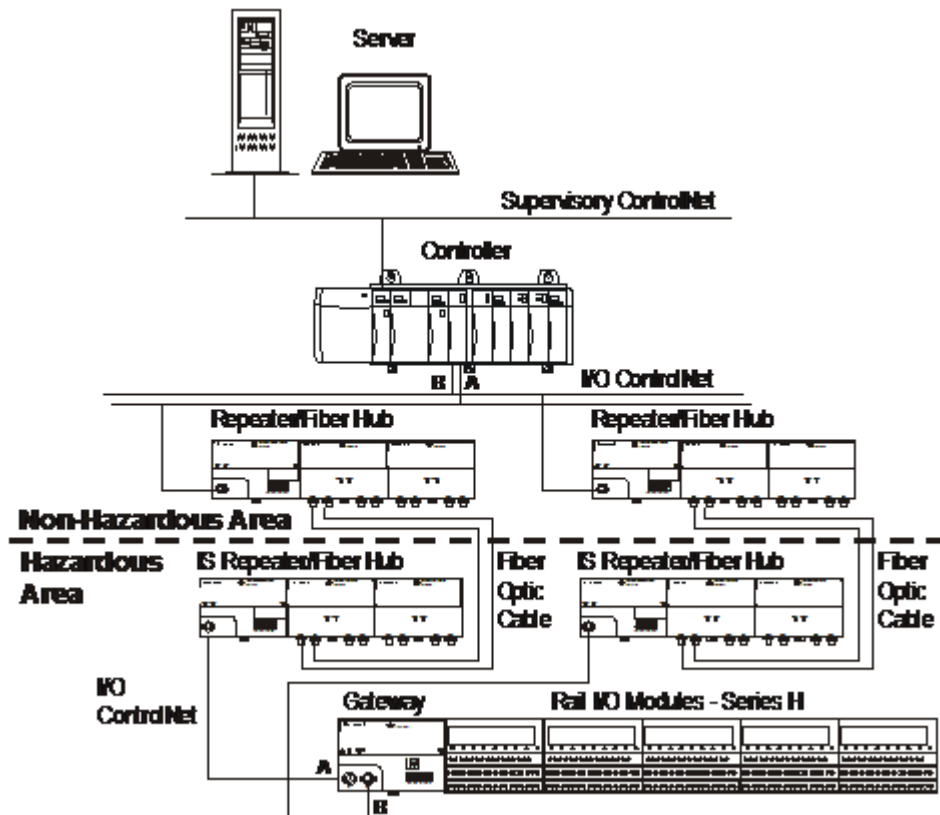 Server
Supervisory ControlNet
Controller
B A
I/O ControlNet
Repeater/Fiber Hub
Repeater/Fiber Hub
Non-Hazardous Area
Hazardous
Area
IS Repeater/Fiber Hub
Fiber
Optic
Cable
IS Repeater/Fiber Hub
Fiber
Optic
Cable
I/O
ControlNet
Gateway
Rail I/O Modules - Series H
A
B